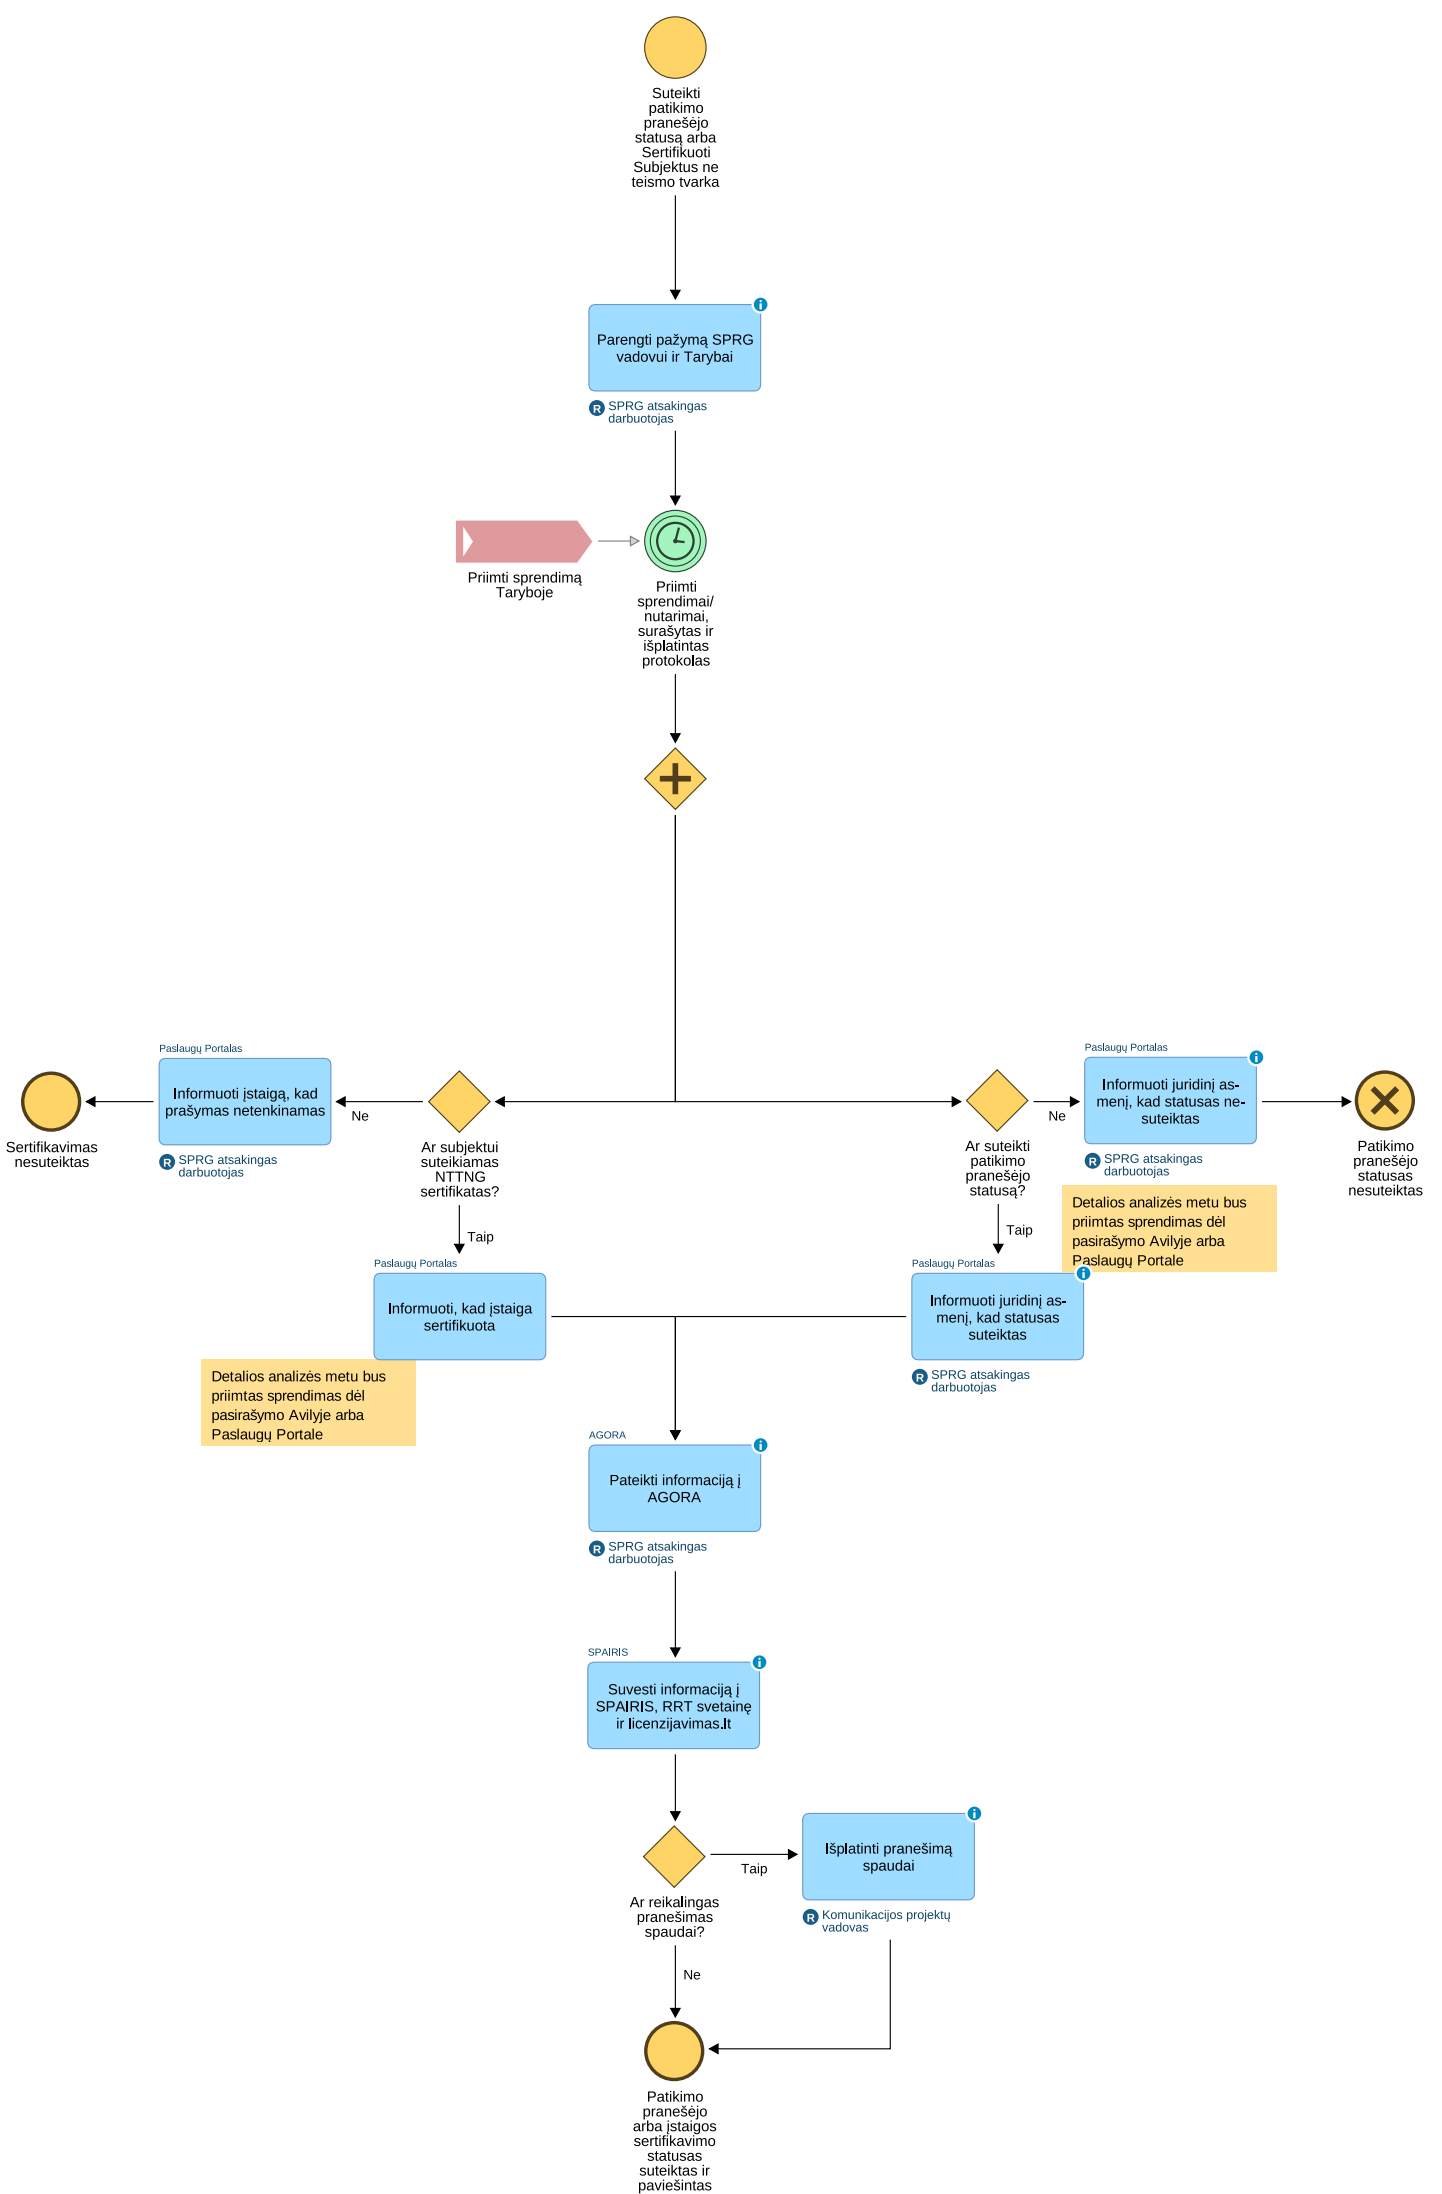 Suteikti
patikimo
pranešėjo
statusą arba
Sertifikuoti
Subjektus ne
teismo tvarka
Parengti pažymą SPRG
vadovui ir Tarybai
R SPRG atsakingas
darbuotojas
Priimti sprendimą
Taryboje
Priimti
sprendimai/
nutarimai,
surašytas ir
išplatintas
protokolas
Paslaugų Portalas
Informuoti įstaigą, kad
prašymas netenkinamas
R SPRG atsakingas
darbuotojas
Sertifikavimas
nesuteiktas
Ne
Ar subjektui
suteikiamas
NTTNG
sertifikatas?
Taip
Ar suteikti
patikimo
pranešėjo
statusą?
Ne
Taip
Paslaugų Portalas
Informuoti juridinį as-
menį, kad statusas ne-
suteiktas
R SPRG atsakingas
darbuotojas
Patikimo
pranešėjo
statusas
nesuteiktas
Detalios analizės metu bus
priimtas sprendimas dėl
pasirašymo Avilyje arba
Paslaugų Portale
Paslaugų Portalas
Informuoti, kad įstaiga
sertifikuota
Detalios analizės metu bus
priimtas sprendimas dėl
pasirašymo Avilyje arba
Paslaugų Portale
Paslaugų Portalas
Informuoti juridinį as-
menį, kad statusas
suteiktas
R SPRG atsakingas
darbuotojas
AGORA
Pateikti informaciją į
AGORA
R SPRG atsakingas
darbuotojas
SPAIRIS
Suvesti informaciją į
SPAIRIS, RRT svetainę
ir licenzijavimas.lt
Ar reikalingas
pranešimas
spaudai?
Taip
Išplatinti pranešimą
spaudai
R Komunikacijos projektų
vadovas
Ne
Patikimo
pranešėjo
arba įstaigos
sertifikavimo
statusas
suteiktas ir
paviešintas